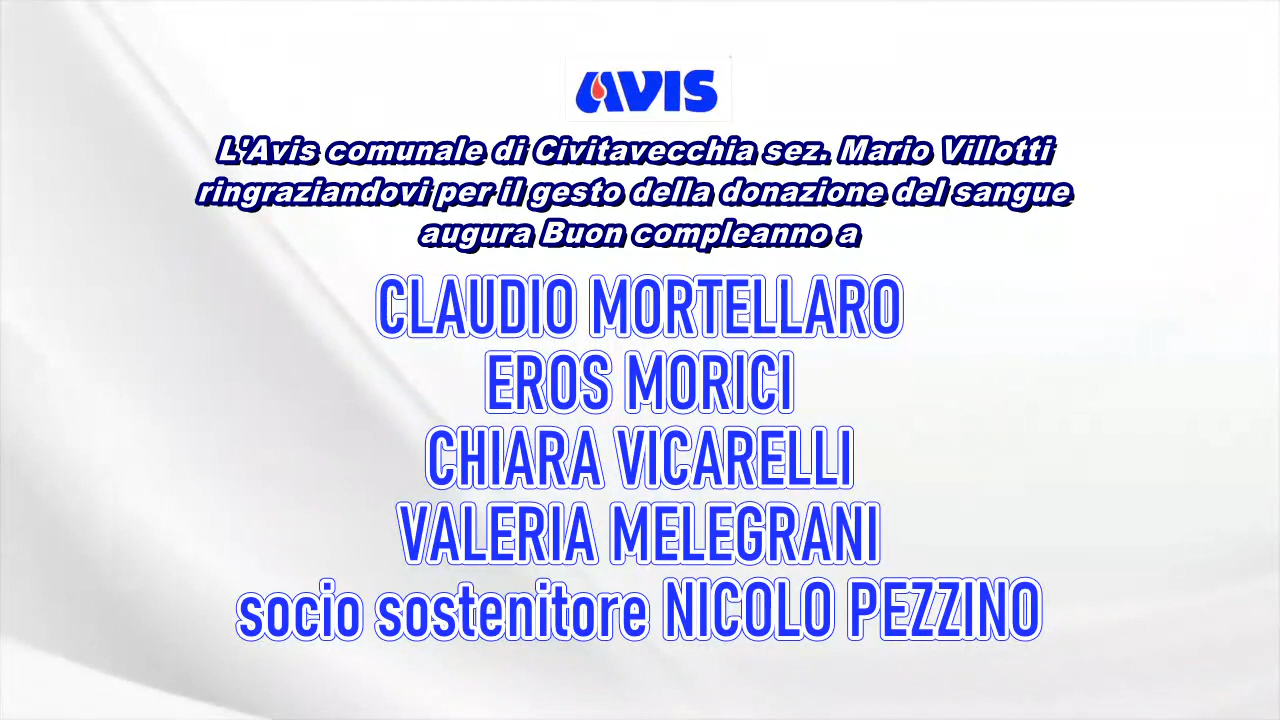 AVIS
L'Avis comunale di Civitavecchia sez. Mario Villotti
ringraziandovi per il gesto della donazione del sangue
augura Buon compleanno a
CLAUDIO MORTELLARO
EROS MORICI
CHIARA VICARELLI
VALERIA MELEGRANI
socio sostenitore NICOLO PEZZINO